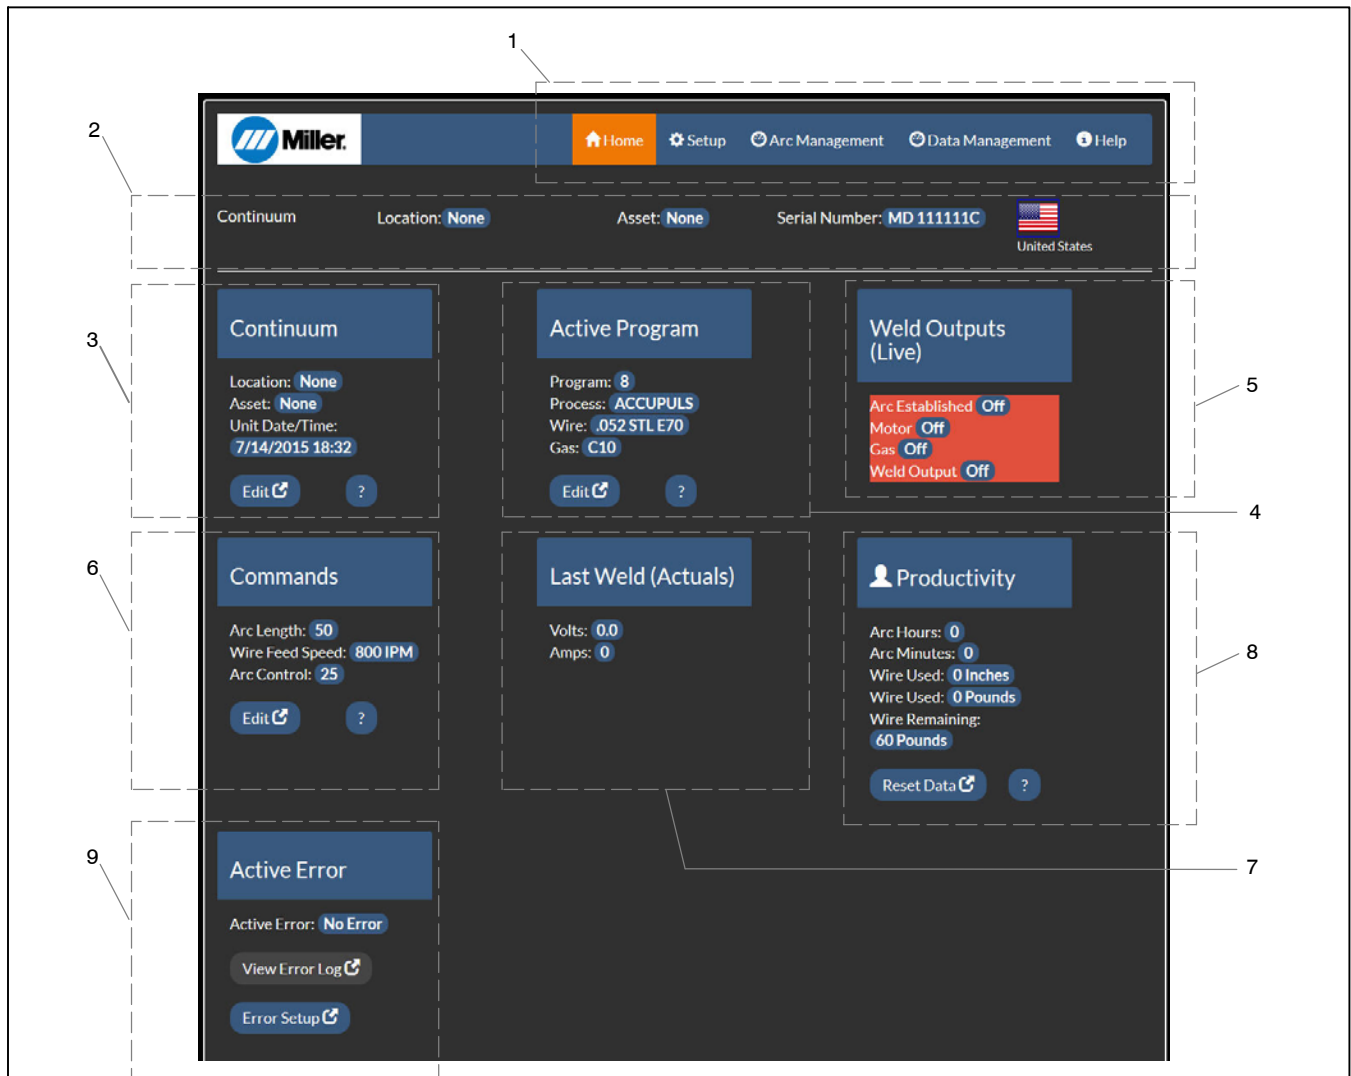 1
2
Miller.
Home Setup Arc Management Data Management Help
Continuum Location: None Asset: None Serial Number: MD 111111C
United States
3
Continuum
Location: None
Asset: None
Unit Date/Time:
7/14/2015 18:32
Edit ?
Active Program
Program: 8
Process: ACCUPULS
Wire: .052 STL E70
Gas: C10
Edit ?
4
Weld Outputs
(Live)
Arc Established Off
Motor Off
Gas Off
Weld Output Off
5
6
Commands
Arc Length: 50
Wire Feed Speed: 800 IPM
Arc Control: 25
Edit ?
Last Weld (Actuals)
Volts: 0.0
Amps: 0
7
Productivity
Arc Hours: 0
Arc Minutes: 0
Wire Used: 0 Inches
Wire Used: 0 Pounds
Wire Remaining:
60 Pounds
Reset Data ?
8
9
Active Error
Active Error: No Error
View Error Log
Error Setup